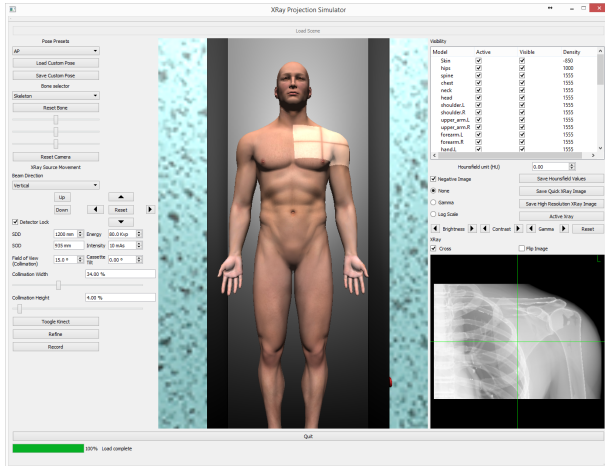 XRay Projection Simulator
Load Scene
Pose Presets
AP
Load Custom Pose
Save Custom Pose
Bone selector
Skeleton
Reset Bone
Reset Camera
XRay Source Movement
Beam Direction
Vertical
Up
Down
Reset
Detector Lock
SDD 1200 mm Energy 80.0 Kvp
SOD 935 mm Intensity 10 mAs
Field of View (Collimation) 15.0 ° Cassette Tilt 0.00 °
Collimation Width 34.00 %
Collimation Height 4.00 %
Toogle Kinect
Refine
Record
Visibility
Model Active Visible Density
Skin -850
hips 1000
spine 1555
chest 1555
neck 1555
head 1555
shoulder.L 1555
shoulder.R 1555
upper_arm.L 1555
upper_arm.R 1555
forearm.L 1555
forearm.R 1555
hand.L 1555
Hounsfield unit (HU) 0.00
Negative Image Save Hounsfield Values
None Save Quick XRay Image
Gamma Save High Resolution XRay Image
Log Scale Active Xray
Brightness Contrast Gamma Reset
XRay
Cross Flip Image
L
Quit
100% Load complete